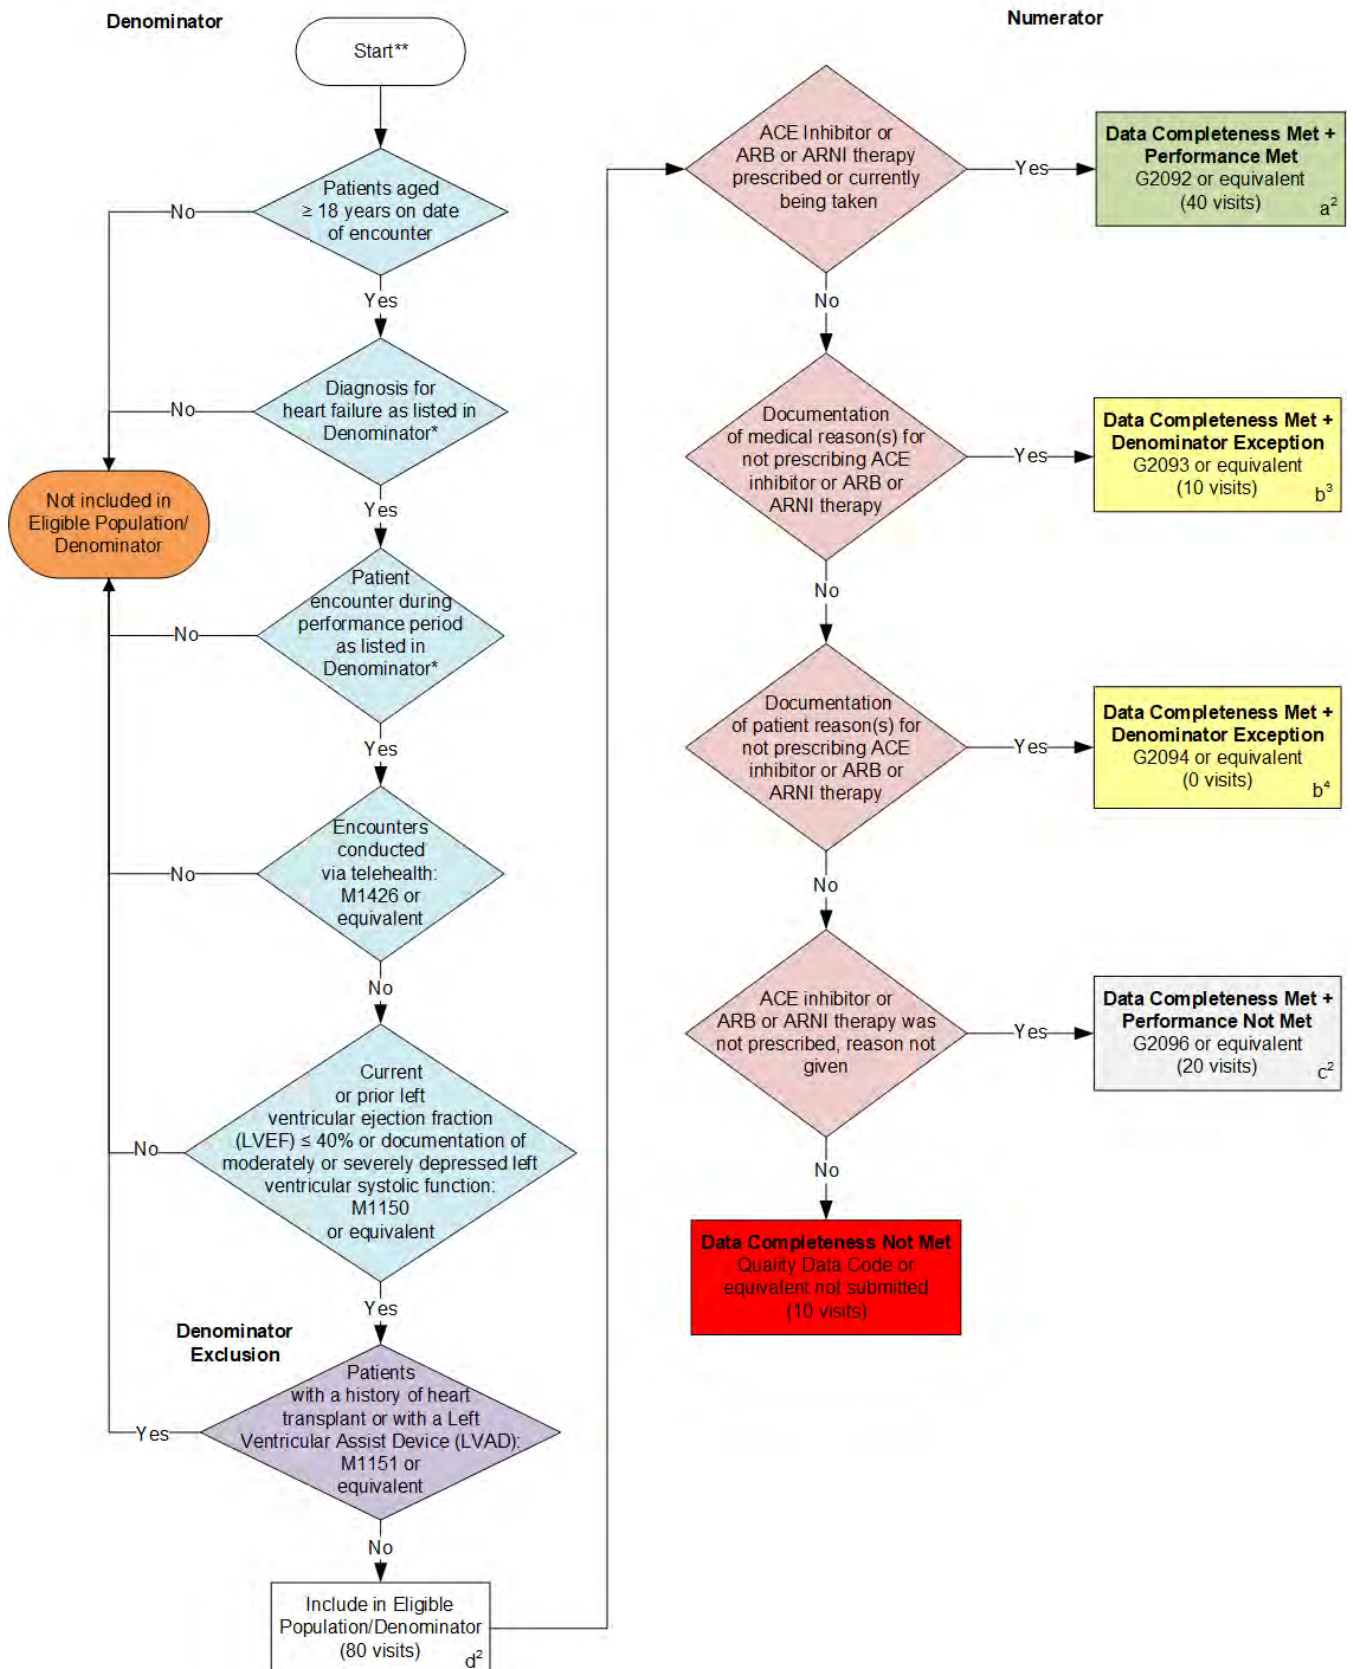 Denominator
Start**
Patients aged
≥ 18 years on date
of encounter
No
Yes
Diagnosis for
heart failure as listed in
Denominator*
No
Yes
Not included in
Eligible Population/
Denominator
Patient
encounter during
performance period
as listed in
Denominator*
No
Yes
Encounters
conducted
via telehealth:
M1426 or
equivalent
No
No
Current
or prior left
ventricular ejection fraction
(LVEF) ≤ 40% or documentation of
moderately or severely depressed left
ventricular systolic function:
M1150
or equivalent
No
Yes
Denominator
Exclusion
Patients
with a history of heart
transplant or with a Left
Ventricular Assist Device (LVAD):
M1151 or
equivalent
Yes
No
Include in Eligible
Population/Denominator
(80 visits)
d²
Numerator
ACE Inhibitor or
ARB or ARNI therapy
prescribed or currently
being taken
Yes
Data Completeness Met +
Performance Met
G2092 or equivalent
(40 visits)
a²
No
Documentation
of medical reason(s) for
not prescribing ACE
inhibitor or ARB or
ARNI therapy
Yes
Data Completeness Met +
Denominator Exception
G2093 or equivalent
(10 visits)
b³
No
Documentation
of patient reason(s) for
not prescribing ACE
inhibitor or ARB or
ARNI therapy
Yes
Data Completeness Met +
Denominator Exception
G2094 or equivalent
(0 visits)
b⁴
No
ACE inhibitor or
ARB or ARNI therapy was
not prescribed, reason not
given
Yes
Data Completeness Met +
Performance Not Met
G2096 or equivalent
(20 visits)
c²
No
Data Completeness Not Met
Quality Data Code or
equivalent not submitted
(10 visits)